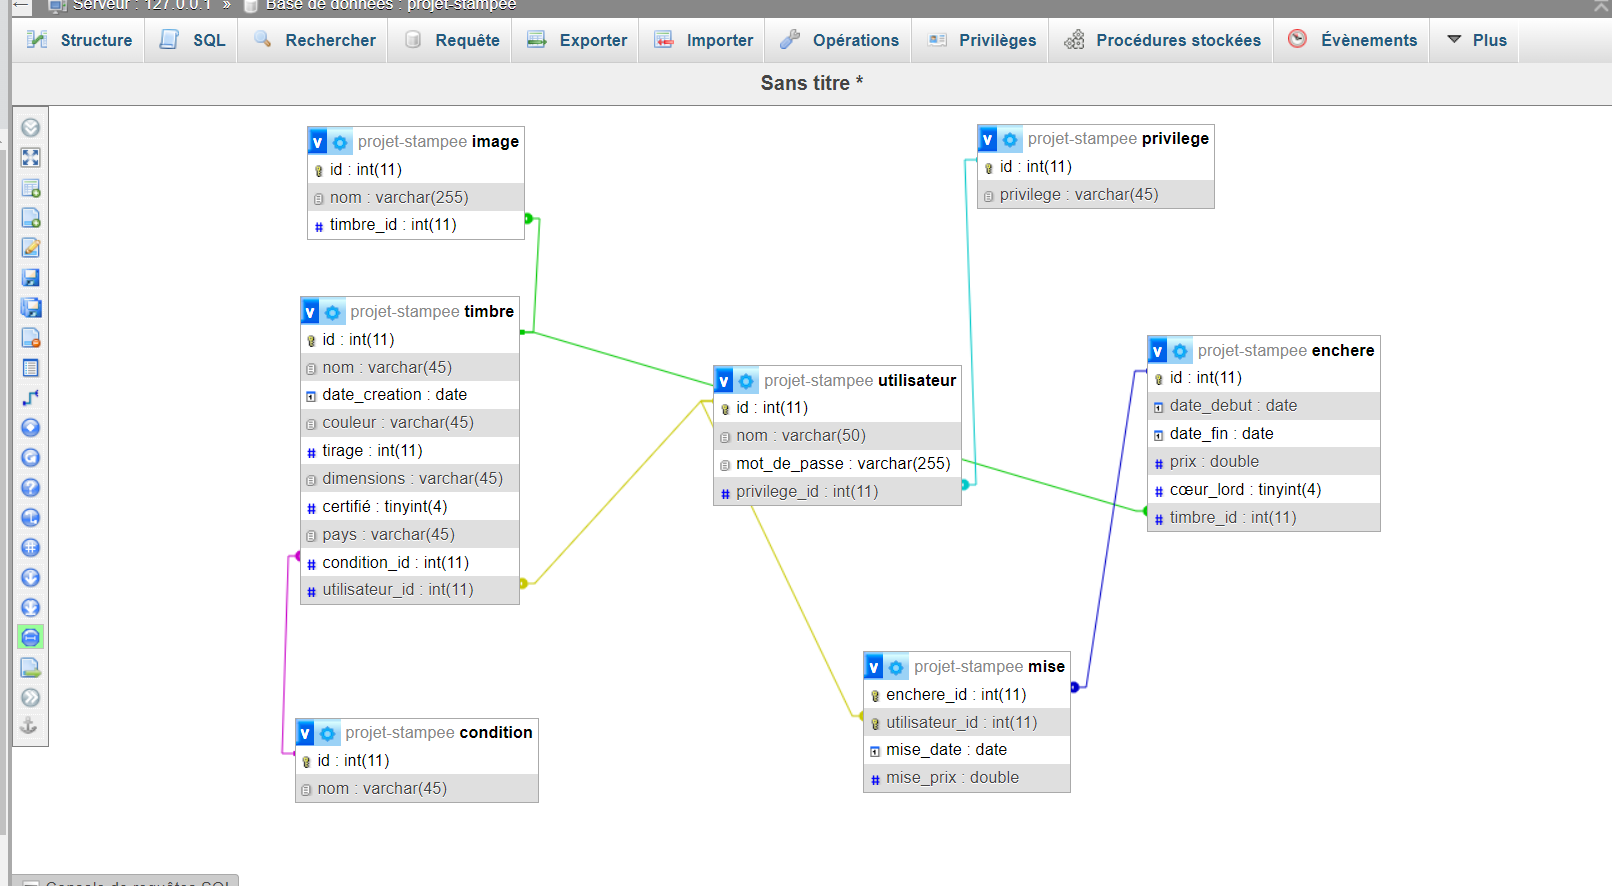 Serveur : 127.0.0.1 » Base de données : projet-stampee
Structure SQL Rechercher Requête Exporter Importer Opérations Privilèges Procédures stockées Évènements Plus
Sans titre *
v projet-stampee image
id : int(11)
nom : varchar(255)
# timbre_id : int(11)
v projet-stampee privilege
id : int(11)
privilege : varchar(45)
v projet-stampee timbre
id : int(11)
nom : varchar(45)
date_creation : date
couleur : varchar(45)
# tirage : int(11)
dimensions : varchar(45)
# certifié : tinyint(4)
pays : varchar(45)
# condition_id : int(11)
# utilisateur_id : int(11)
v projet-stampee utilisateur
id : int(11)
nom : varchar(50)
mot_de_passe : varchar(255)
# privilege_id : int(11)
v projet-stampee enchere
id : int(11)
date_debut : date
date_fin : date
# prix : double
# cœur_lord : tinyint(4)
# timbre_id : int(11)
v projet-stampee mise
enchere_id : int(11)
utilisateur_id : int(11)
mise_date : date
# mise_prix : double
v projet-stampee condition
id : int(11)
nom : varchar(45)
Console de requêtes SQL